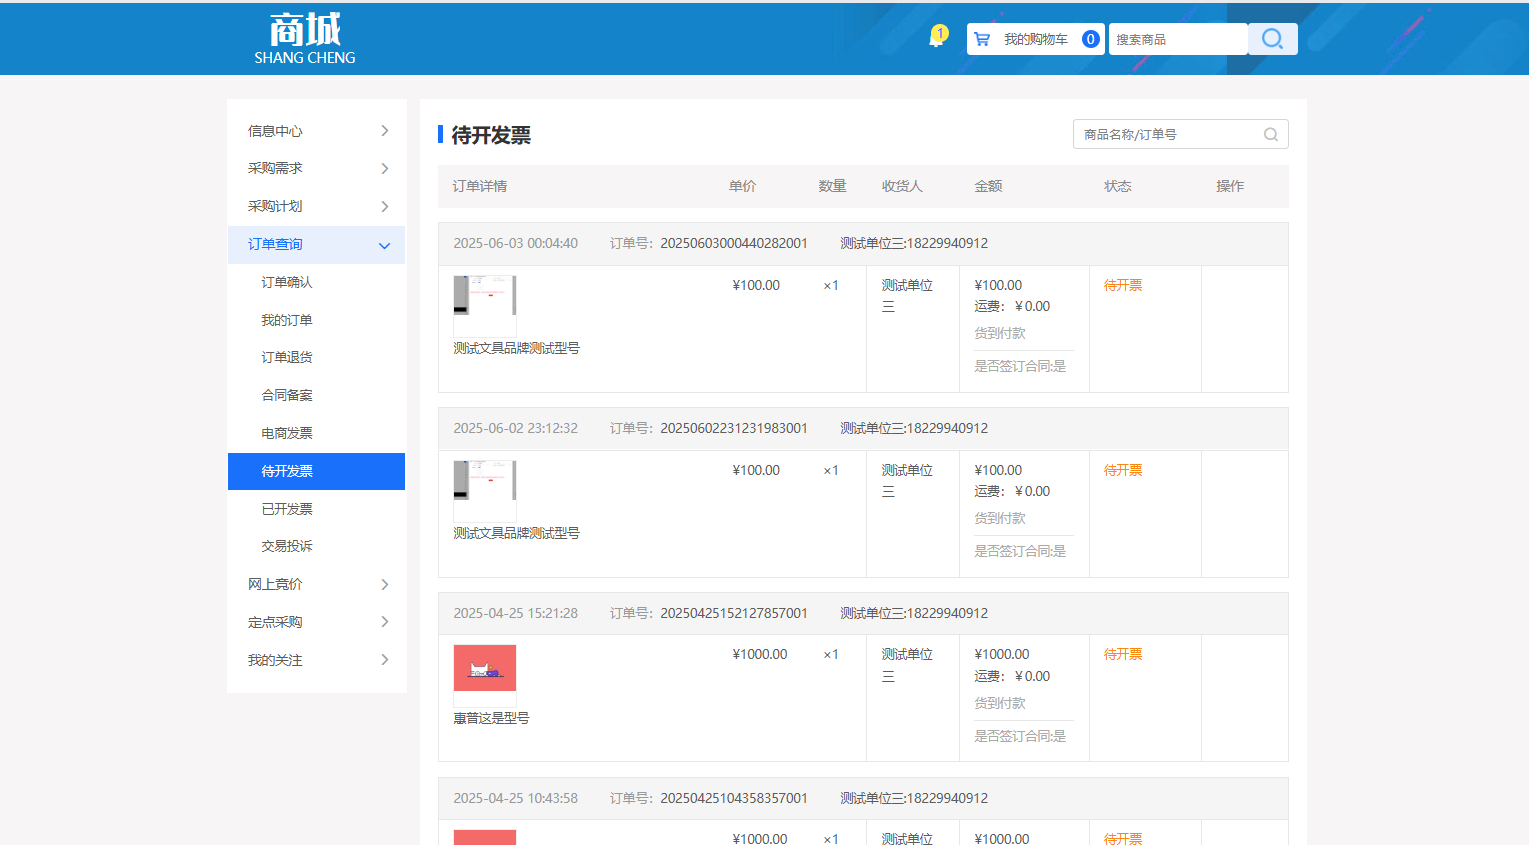 商城
SHANG CHENG
1
我的购物车 0
搜索商品
信息中心
采购需求
采购计划
订单查询
订单确认
我的订单
订单退货
合同备案
电商发票
待开发票
已开发票
交易投诉
网上竞价
定点采购
我的关注
待开发票
商品名称/订单号
订单详情 单价 数量 收货人 金额 状态 操作
2025-06-03 00:04:40 订单号: 20250603000440282001 测试单位三:18229940912
¥100.00 ×1 测试单位 ¥100.00 待开票
三 运费: ¥0.00
货到付款
测试文具品牌测试型号
是否签订合同:是
2025-06-02 23:12:32 订单号: 20250602231231983001 测试单位三:18229940912
¥100.00 ×1 测试单位 ¥100.00 待开票
三 运费: ¥0.00
货到付款
测试文具品牌测试型号
是否签订合同:是
2025-04-25 15:21:28 订单号: 20250425152127857001 测试单位三:18229940912
¥1000.00 ×1 测试单位 ¥1000.00 待开票
三 运费: ¥0.00
货到付款
惠普这是型号
是否签订合同:是
2025-04-25 10:43:58 订单号: 20250425104358357001 测试单位三:18229940912
¥1000.00 ×1 测试单位 ¥1000.00 待开票